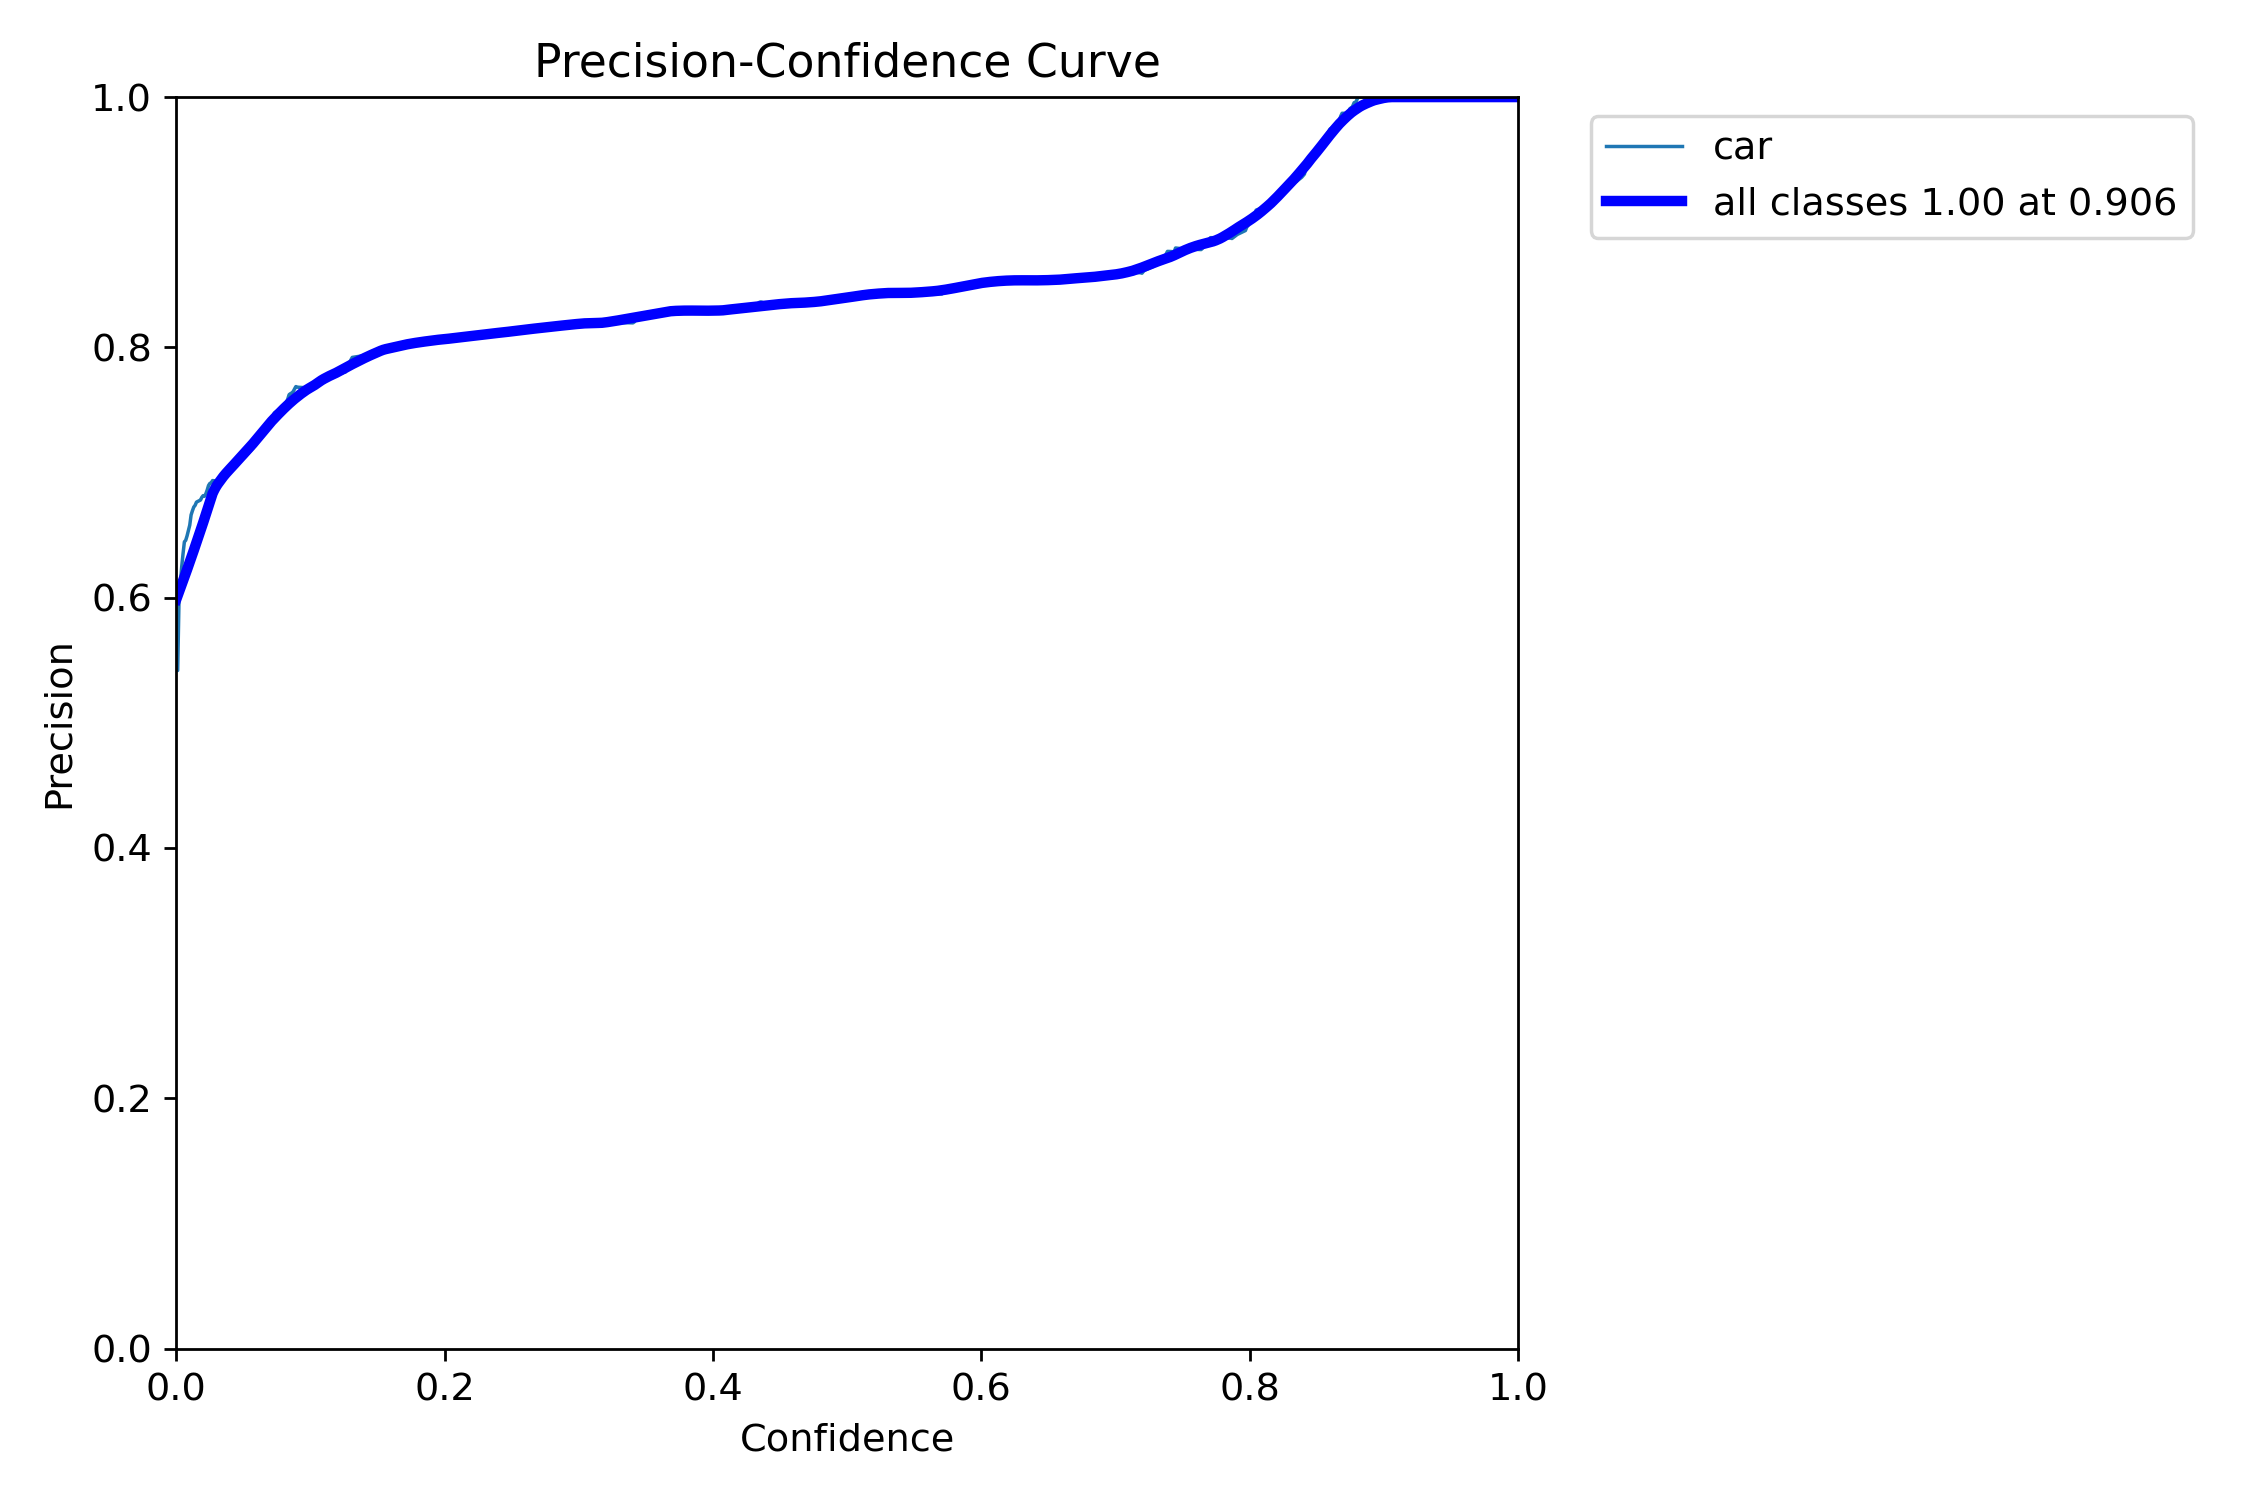 Precision-Confidence Curve
1.0
0.8
0.6
0.4
0.2
0.0
Precision
0.0 0.2 0.4 0.6 0.8 1.0
Confidence
car
all classes 1.00 at 0.906